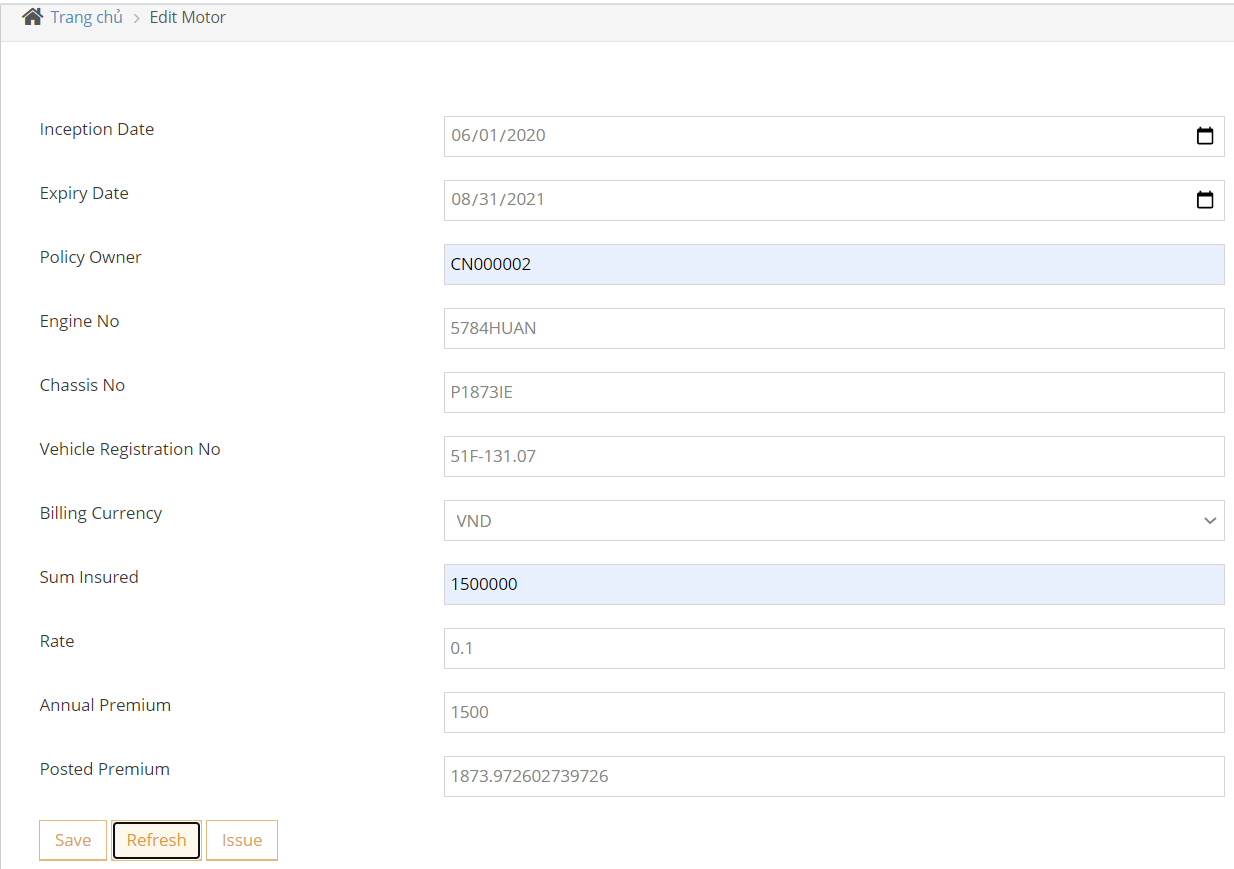 Trang chủ > Edit Motor
Inception Date 06/01/2020
Expiry Date 08/31/2021
Policy Owner CN000002
Engine No 5784HUAN
Chassis No P1873IE
Vehicle Registration No 51F-131.07
Billing Currency VND
Sum Insured 1500000
Rate 0.1
Annual Premium 1500
Posted Premium 1873.972602739726
Save Refresh Issue